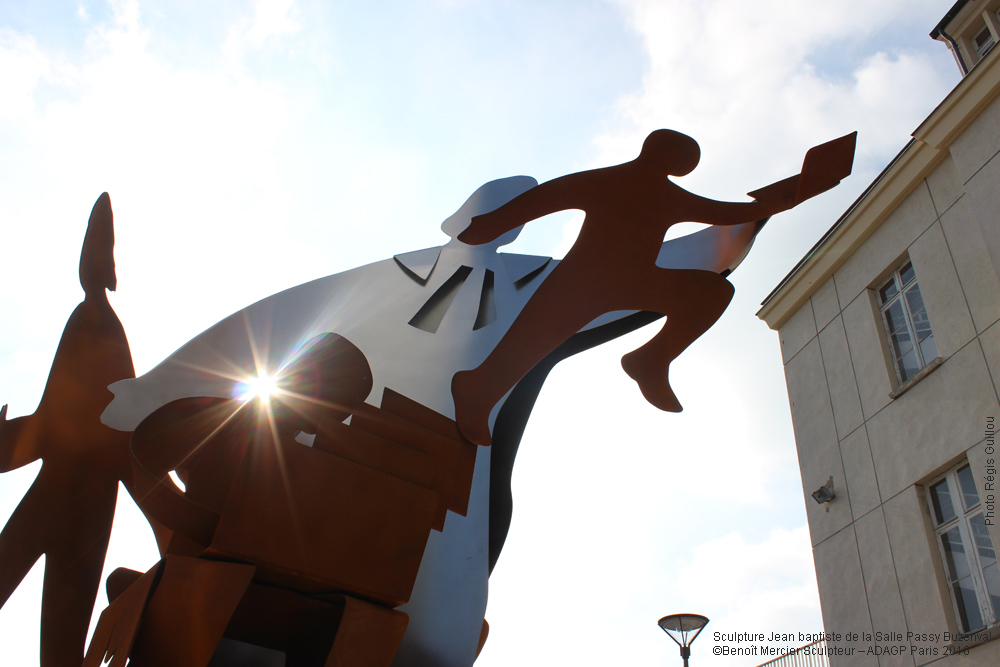 Photo Régis Guillou
Sculpture Jean baptiste de la Salle Passy Buzenval
©Benoît Mercier Sculpteur – ADAGP Paris 2016